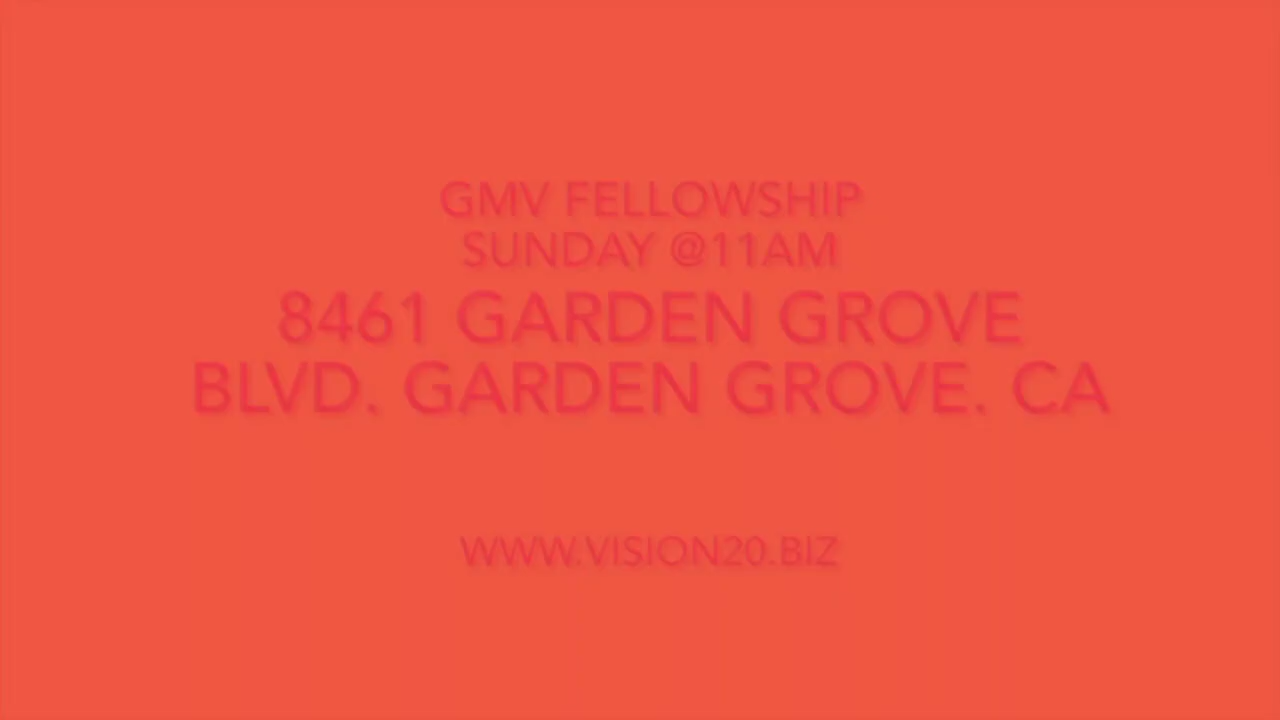 GMV FELLOWSHIP
SUNDAY @11AM
8461 GARDEN GROVE
BLVD. GARDEN GROVE. CA
WWW.VISION20.BIZ